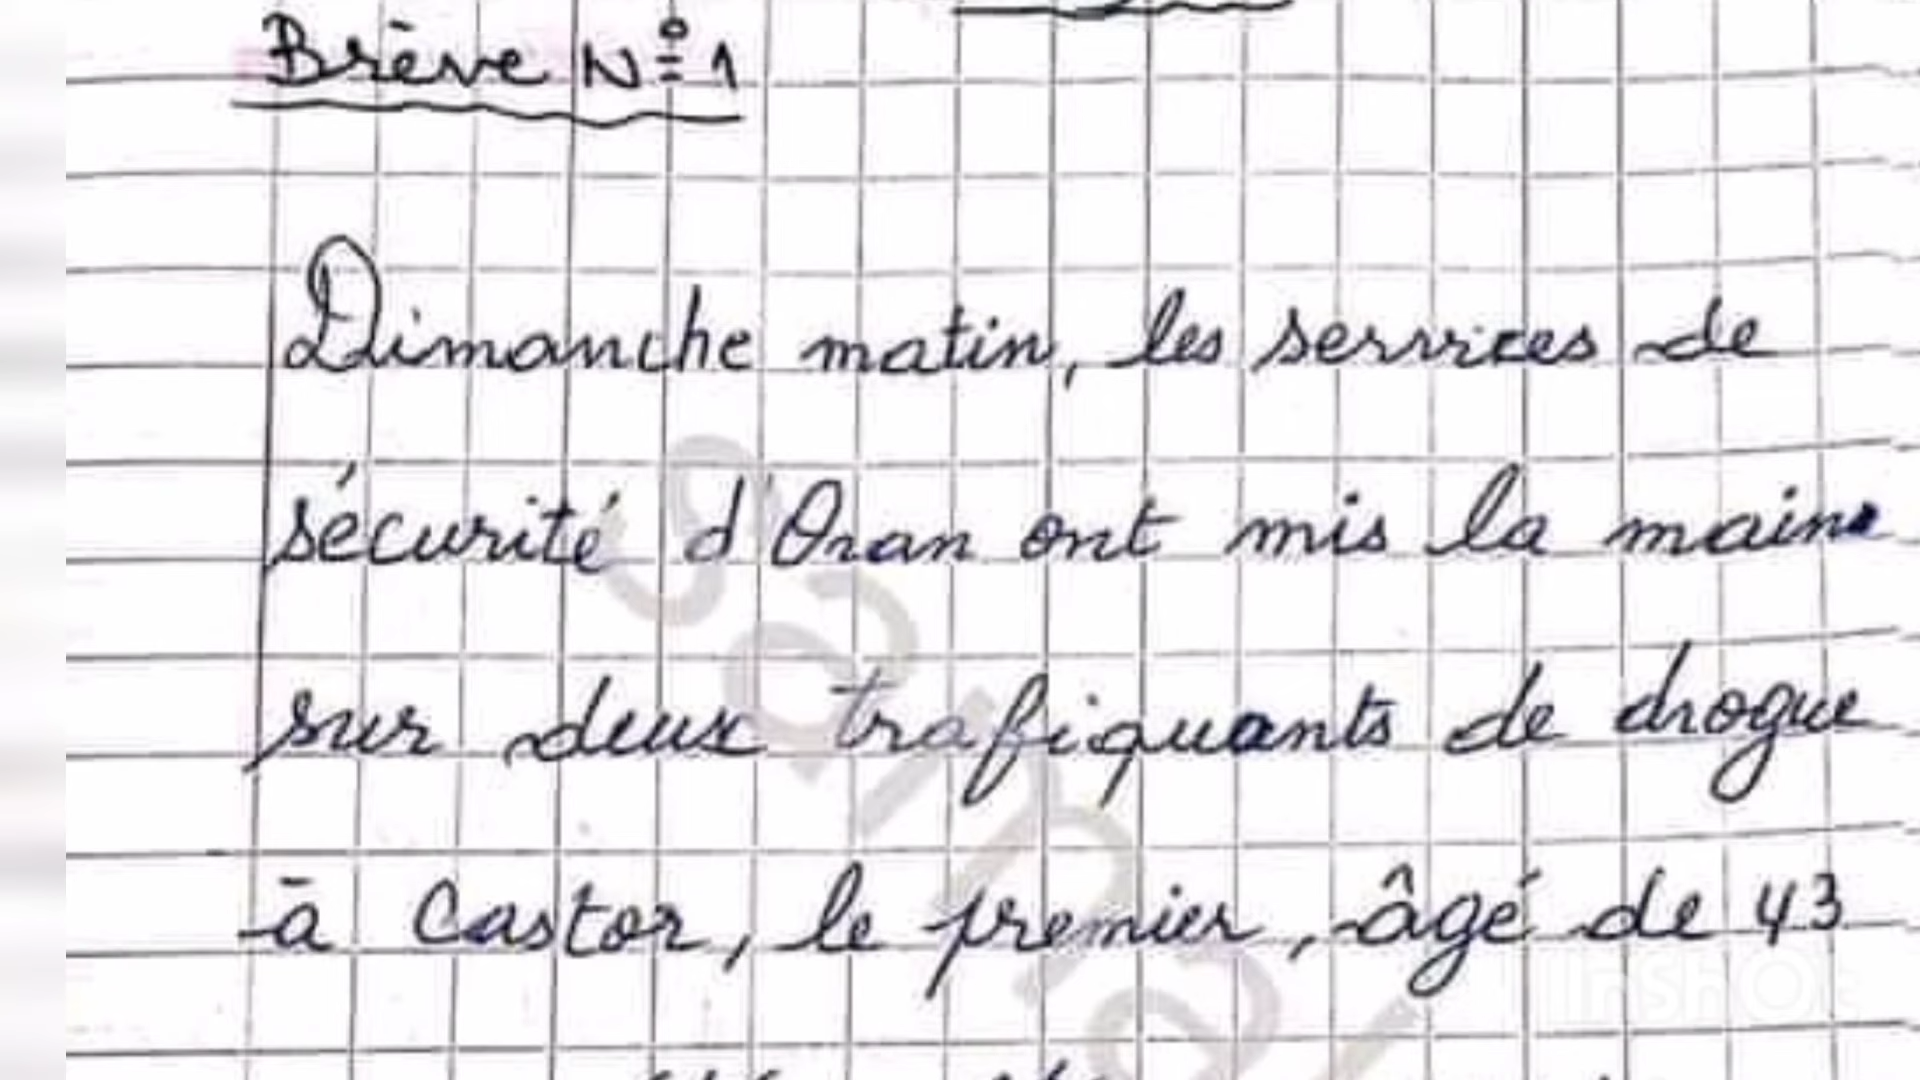 Brève N° 1
Dimanche matin, les services de
sécurité d'Oran ont mis la main
sur deux trafiquants de drogue
à Castor, le premier, âgé de 43
InShOt